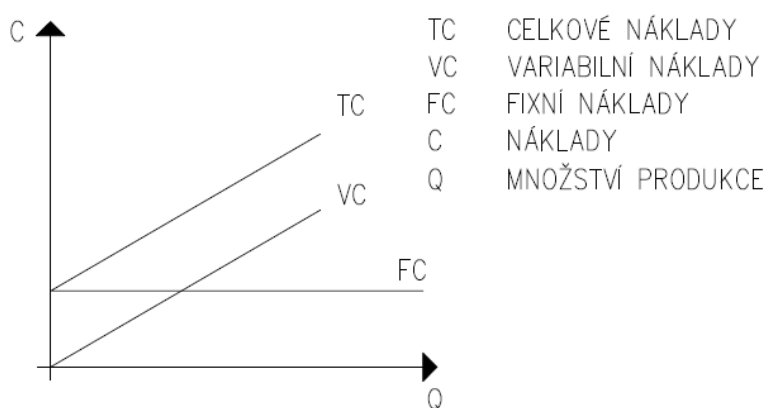 C
TC CELKOVÉ NÁKLADY
VC VARIABILNÍ NÁKLADY
FC FIXNÍ NÁKLADY
C NÁKLADY
Q MNOŽSTVÍ PRODUKCE
TC
VC
FC
Q